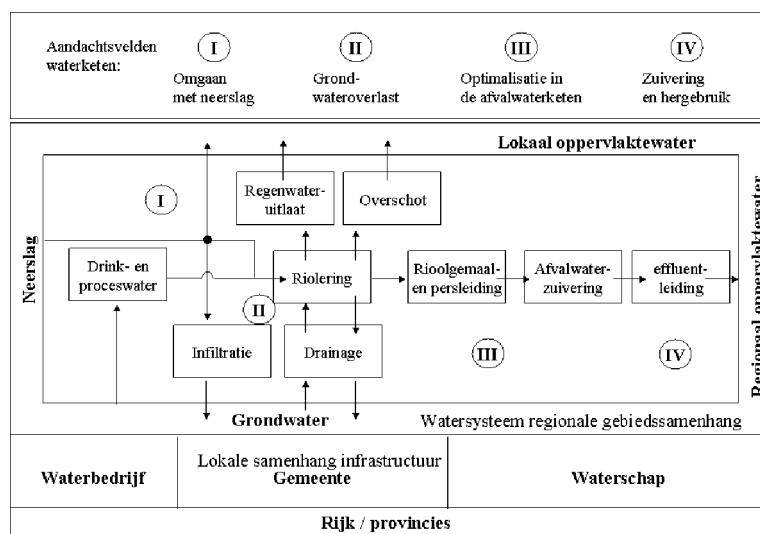 Aandachtsvelden
waterketen:
I
II
III
IV
Omgaan
met neerslag
Grond-
wateroverlast
Optimalisatie in
de afvalwaterketen
Zuivering
en hergebruik
Lokaal oppervlaktewater
I
Regenwater-
uitlaat
Overschot
Neerslag
Drink- en
proceswater
Riolering
Rioolgemaal-
en persleiding
Afvalwater-
zuivering
effluent-
leiding
Regionaal oppervlaktewater
II
Infiltratie
Drainage
III
IV
Grondwater
Watersysteem regionale gebiedssamenhang
Waterbedrijf
Lokale samenhang infrastructuur
Gemeente
Waterschap
Rijk / provincies